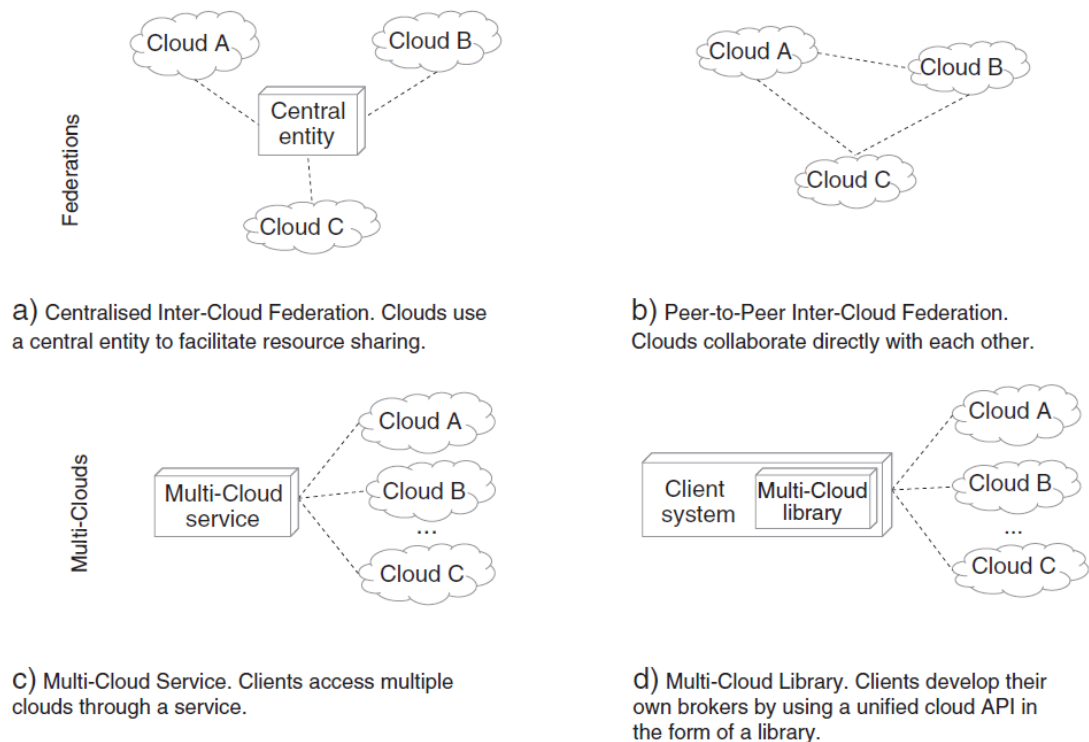 Federations
Cloud A
Cloud B
Central
entity
Cloud C
a) Centralised Inter-Cloud Federation. Clouds use
a central entity to facilitate resource sharing.
Cloud A
Cloud B
Cloud C
b) Peer-to-Peer Inter-Cloud Federation.
Clouds collaborate directly with each other.
Multi-Clouds
Multi-Cloud
service
Cloud A
Cloud B
...
Cloud C
c) Multi-Cloud Service. Clients access multiple
clouds through a service.
Client
system
Multi-Cloud
library
Cloud A
Cloud B
...
Cloud C
d) Multi-Cloud Library. Clients develop their
own brokers by using a unified cloud API in
the form of a library.